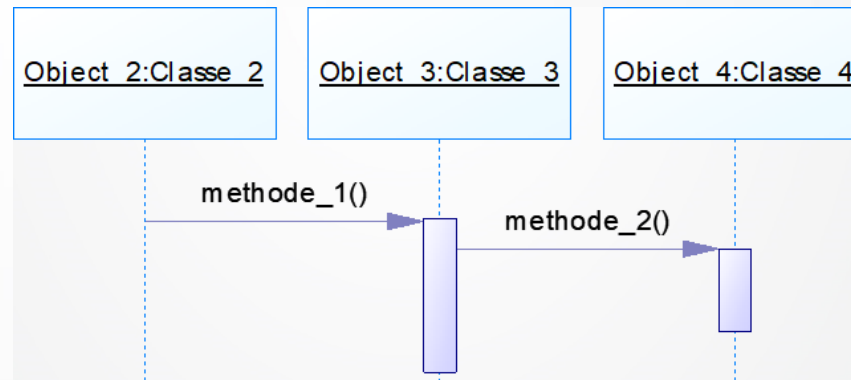 Object_2:Classe_2
Object_3:Classe_3
Object_4:Classe_4
methode_1()
methode_2()